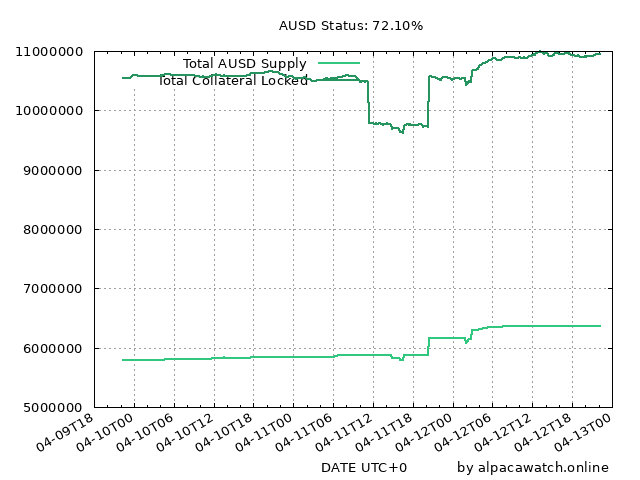 AUSD Status: 72.10%
11000000
10000000
9000000
8000000
7000000
6000000
5000000
Total AUSD Supply
Total Collateral Locked
04-09T18
04-10T00
04-10T06
04-10T12
04-10T18
04-11T00
04-11T06
04-11T12
04-11T18
04-12T00
04-12T06
04-12T12
04-12T18
04-13T00
DATE UTC+0
by alpacawatch.online